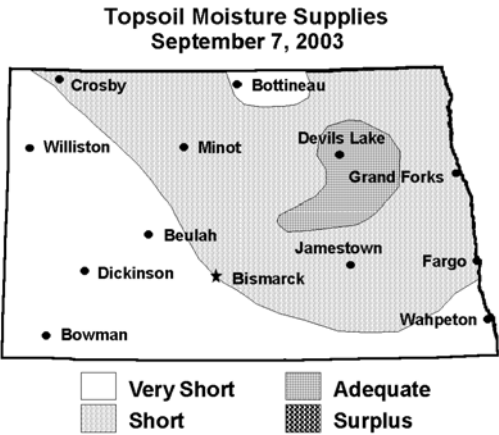 Topsoil Moisture Supplies
September 7, 2003
Crosby
Bottineau
Williston
Minot
Devils Lake
Grand Forks
Beulah
Jamestown
Fargo
Dickinson
Bismarck
Wahpeton
Bowman
Very Short
Adequate
Short
Surplus